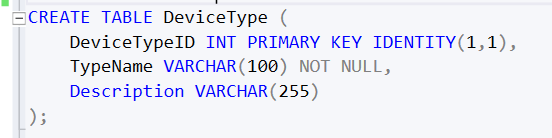 CREATE TABLE DeviceType (
    DeviceTypeID INT PRIMARY KEY IDENTITY(1,1),
    TypeName VARCHAR(100) NOT NULL,
    Description VARCHAR(255)
);